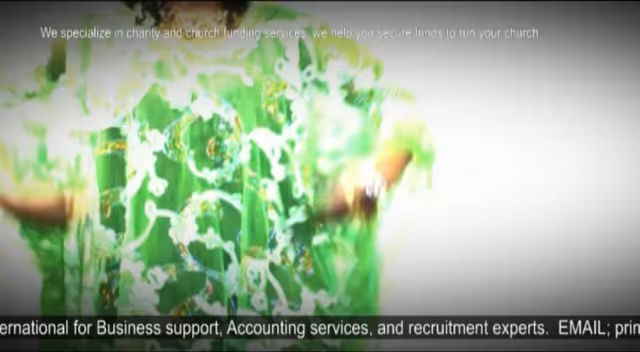 We specialize in charity and church funding services, we help you secure funds to run your church
ernational for Business support, Accounting services, and recruitment experts. EMAIL; prin